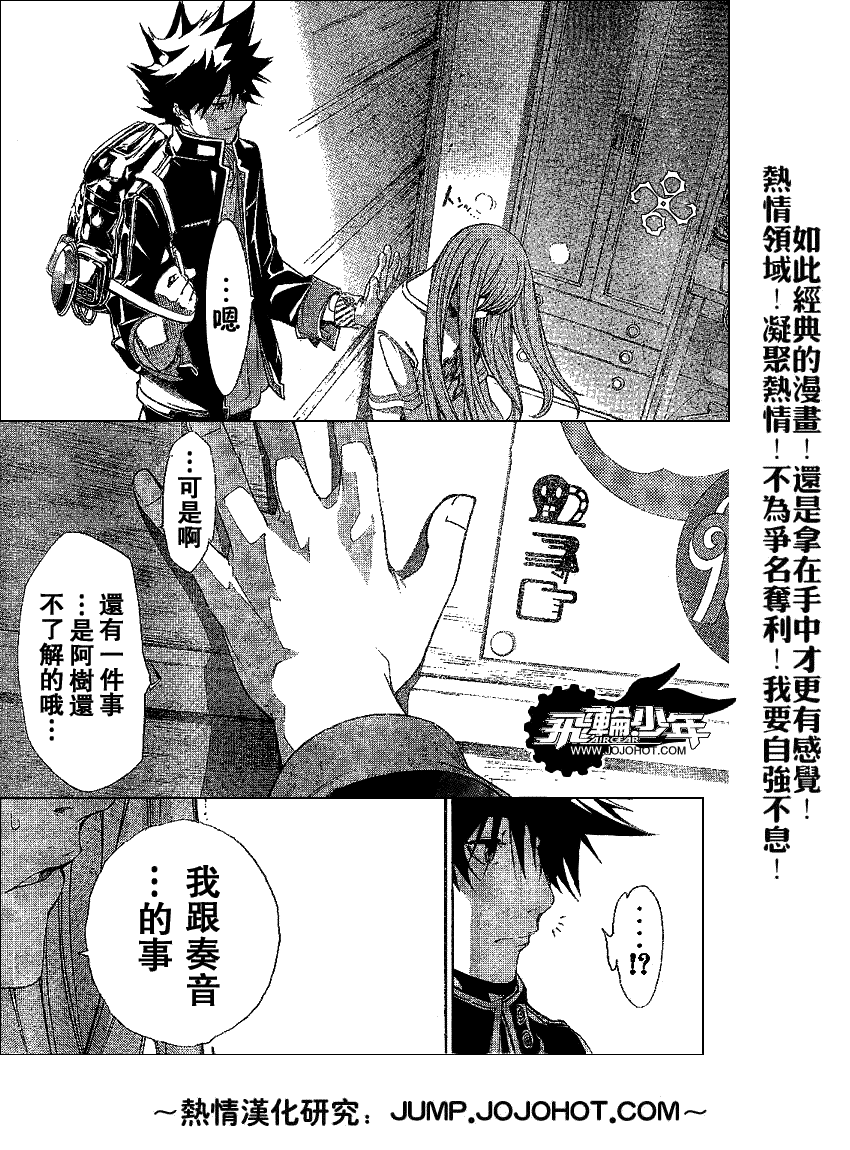 …嗯
…可是啊
還有一件事
…是阿樹還
不了解的哦…
……!?
我跟奏音
…的事
飛輪少年
AIRGEAR
WWW.JOJOHOT.COM
如此經典的漫畫！還是拿在手中才更有感覺！
熱情領域！凝聚熱情！不為爭名奪利！我要自強不息！
～熱情漢化研究：JUMP.JOJOHOT.COM～